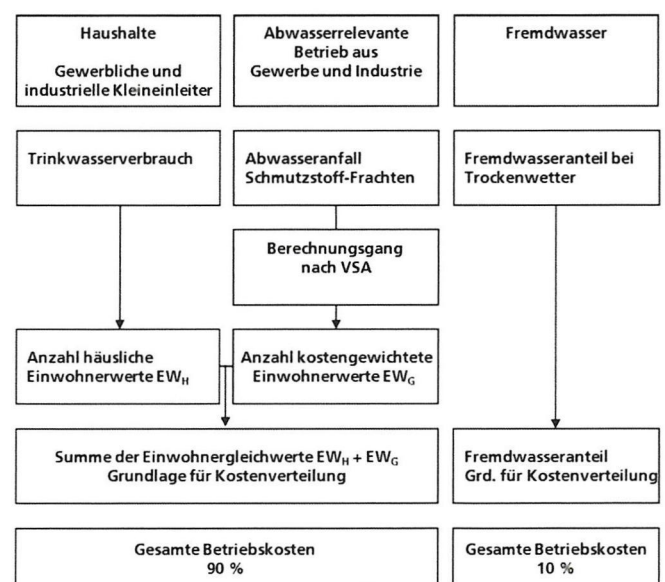 Haushalte
Gewerbliche und
industrielle Kleineinleiter
Abwasserrelevante
Betrieb aus
Gewerbe und Industrie
Fremdwasser
Trinkwasserverbrauch
Abwasseranfall
Schmutzstoff-Frachten
Fremdwasseranteil bei
Trockenwetter
Berechnungsgang
nach VSA
Anzahl häusliche
Einwohnerwerte EWH
Anzahl kostengewichtete
Einwohnerwerte EWG
Summe der Einwohnergleichwerte EWH + EWG
Grundlage für Kostenverteilung
Fremdwasseranteil
Grd. für Kostenverteilung
Gesamte Betriebskosten
90 %
Gesamte Betriebskosten
10 %